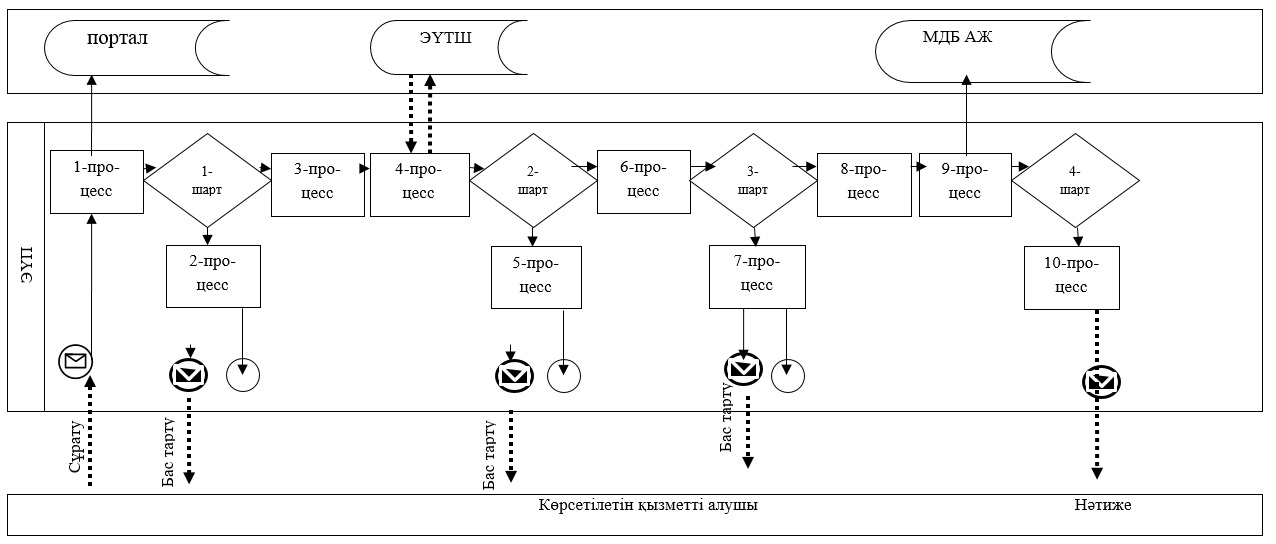 портал
ЭҮТШ
МДБ АЖ
ЭҮП
1-про-
цесс
1-
шарт
3-про-
цесс
4-про-
цесс
2-
шарт
6-про-
цесс
3-
шарт
8-про-
цесс
9-про-
цесс
4-
шарт
2-про-
цесс
5-про-
цесс
7-про-
цесс
10-про-
цесс
Сұрату
Бас тарту
Бас тарту
Бас тарту
Көрсетілетін қызметті алушы
Нәтиже